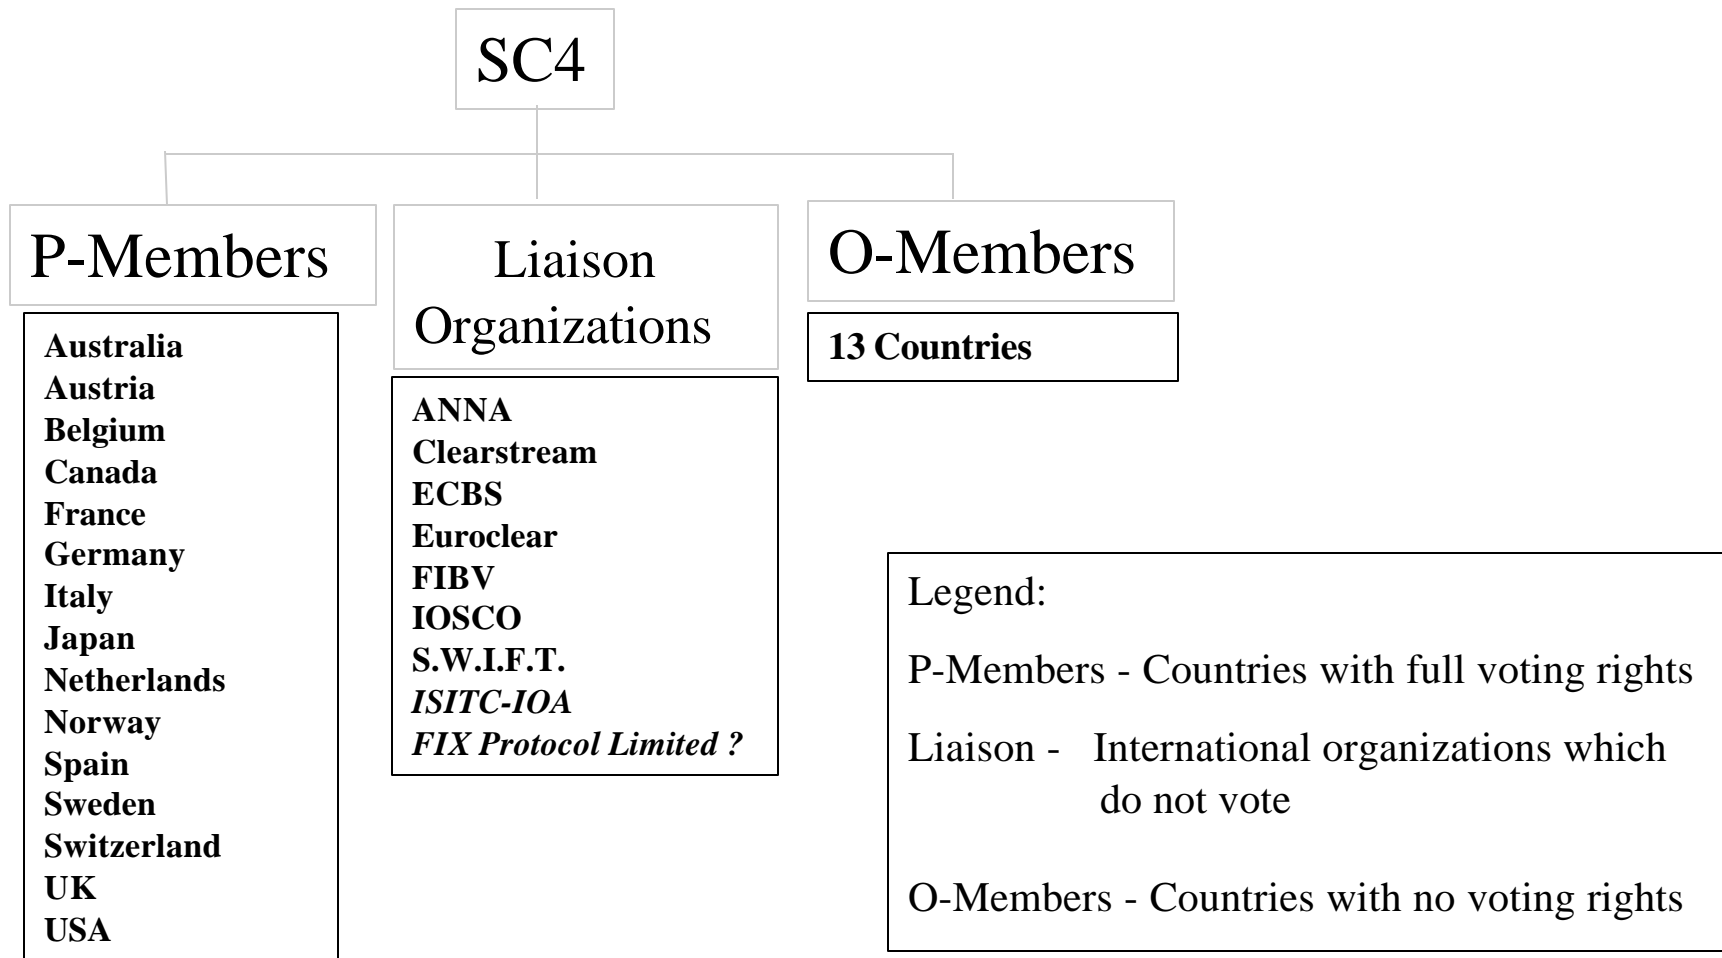 SC4
P-Members
Australia
Austria
Belgium
Canada
France
Germany
Italy
Japan
Netherlands
Norway
Spain
Sweden
Switzerland
UK
USA
Liaison
Organizations
ANNA
Clearstream
ECBS
Euroclear
FIBV
IOSCO
S.W.I.F.T.
ISITC-IOA
FIX Protocol Limited ?
O-Members
13 Countries
Legend:
P-Members - Countries with full voting rights
Liaison - International organizations which
do not vote
O-Members - Countries with no voting rights